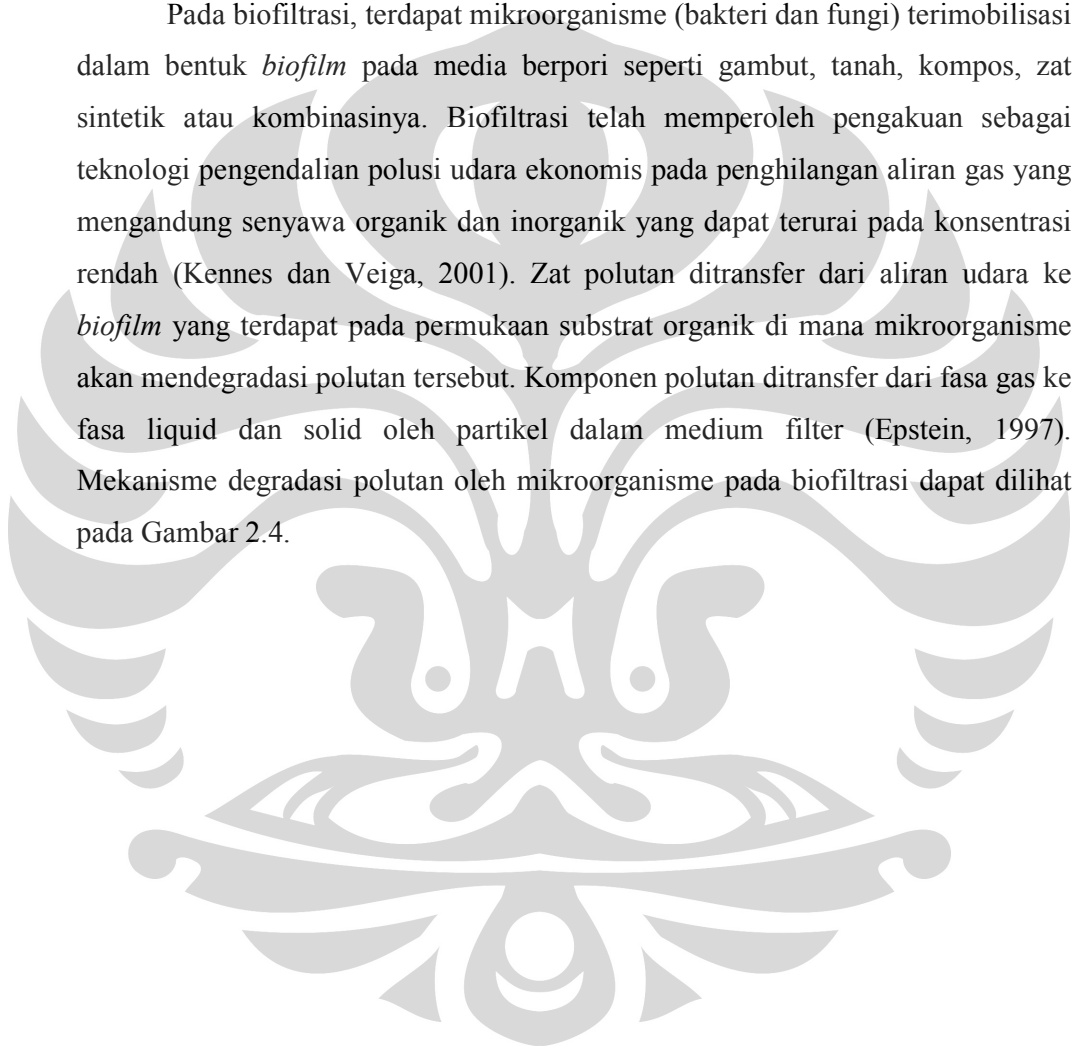 Pada biofiltrasi, terdapat mikroorganisme (bakteri dan fungi) terimobilisasi
dalam bentuk biofilm pada media berpori seperti gambut, tanah, kompos, zat
sintetik atau kombinasinya. Biofiltrasi telah memperoleh pengakuan sebagai
teknologi pengendalian polusi udara ekonomis pada penghilangan aliran gas yang
mengandung senyawa organik dan inorganik yang dapat terurai pada konsentrasi
rendah (Kennes dan Veiga, 2001). Zat polutan ditransfer dari aliran udara ke
biofilm yang terdapat pada permukaan substrat organik di mana mikroorganisme
akan mendegradasi polutan tersebut. Komponen polutan ditransfer dari fasa gas ke
fasa liquid dan solid oleh partikel dalam medium filter (Epstein, 1997).
Mekanisme degradasi polutan oleh mikroorganisme pada biofiltrasi dapat dilihat
pada Gambar 2.4.